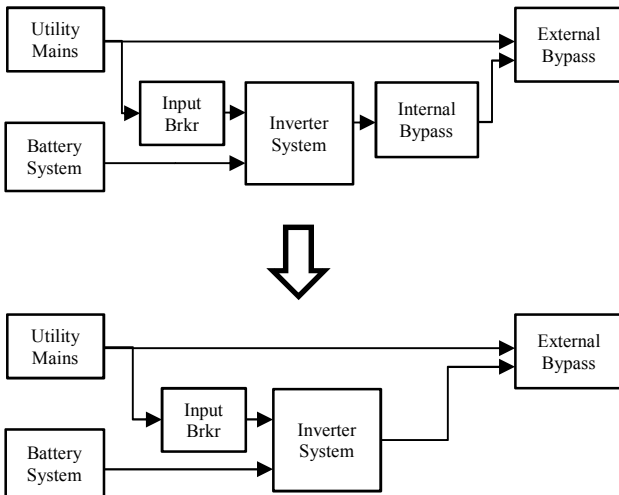 Utility
Mains
External
Bypass
Input
Brkr
Inverter
System
Internal
Bypass
Battery
System
Utility
Mains
External
Bypass
Input
Brkr
Inverter
System
Battery
System